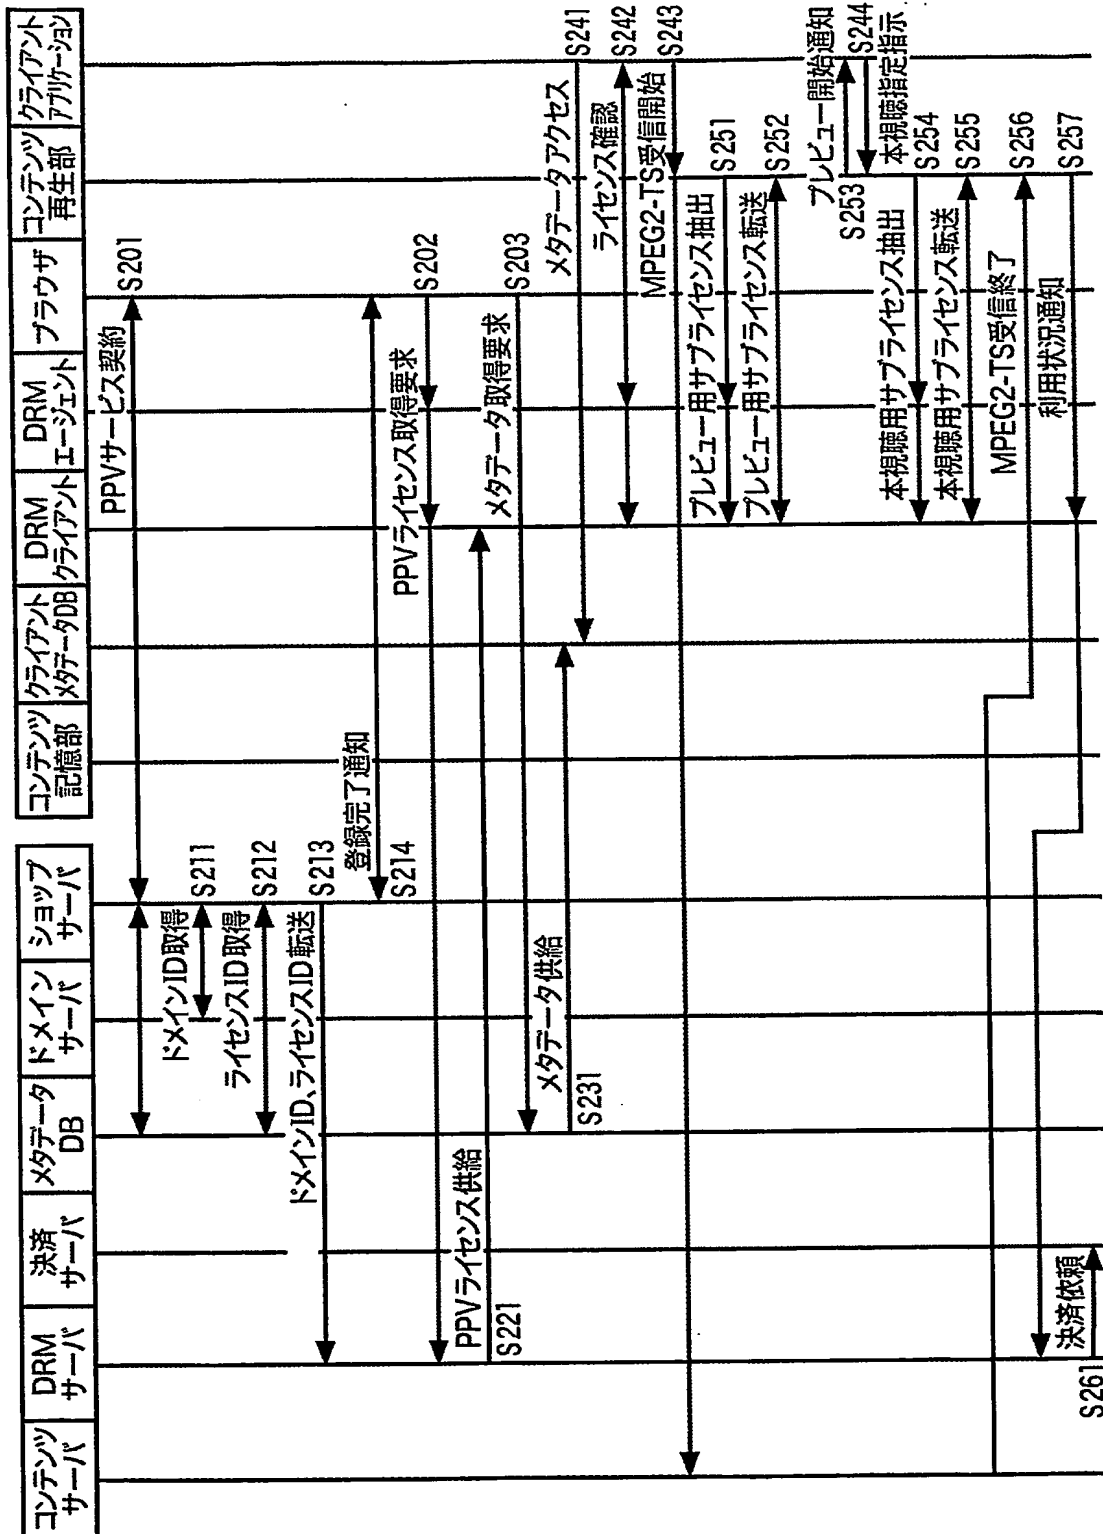 コンテンツ
サーバ
DRM
サーバ
決済
サーバ
メタデータ
DB
ドメイン
サーバ
ショップ
サーバ
コンテンツ
記憶部
クライアント
メタデータDB
DRM
クライアント
DRM
エージェント
ブラウザ
コンテンツ
再生部
クライアント
アプリケーション
PPVサービス契約
S201
ドメインID取得
S211
ライセンスID取得
S212
ドメインID、ライセンスID転送
S213
登録完了通知
S214
PPVライセンス取得要求
S202
PPVライセンス供給
S221
メタデータ取得要求
S203
メタデータ供給
S231
メタデータアクセス
S241
ライセンス確認
S242
MPEG2-TS受信開始
S243
プレビュー用サブライセンス抽出
S251
プレビュー用サブライセンス転送
S252
プレビュー開始通知
S253
S244
本視聴指定指示
本視聴用サブライセンス抽出
S254
本視聴用サブライセンス転送
S255
MPEG2-TS受信終了
S256
利用状況通知
S257
決済依頼
S261